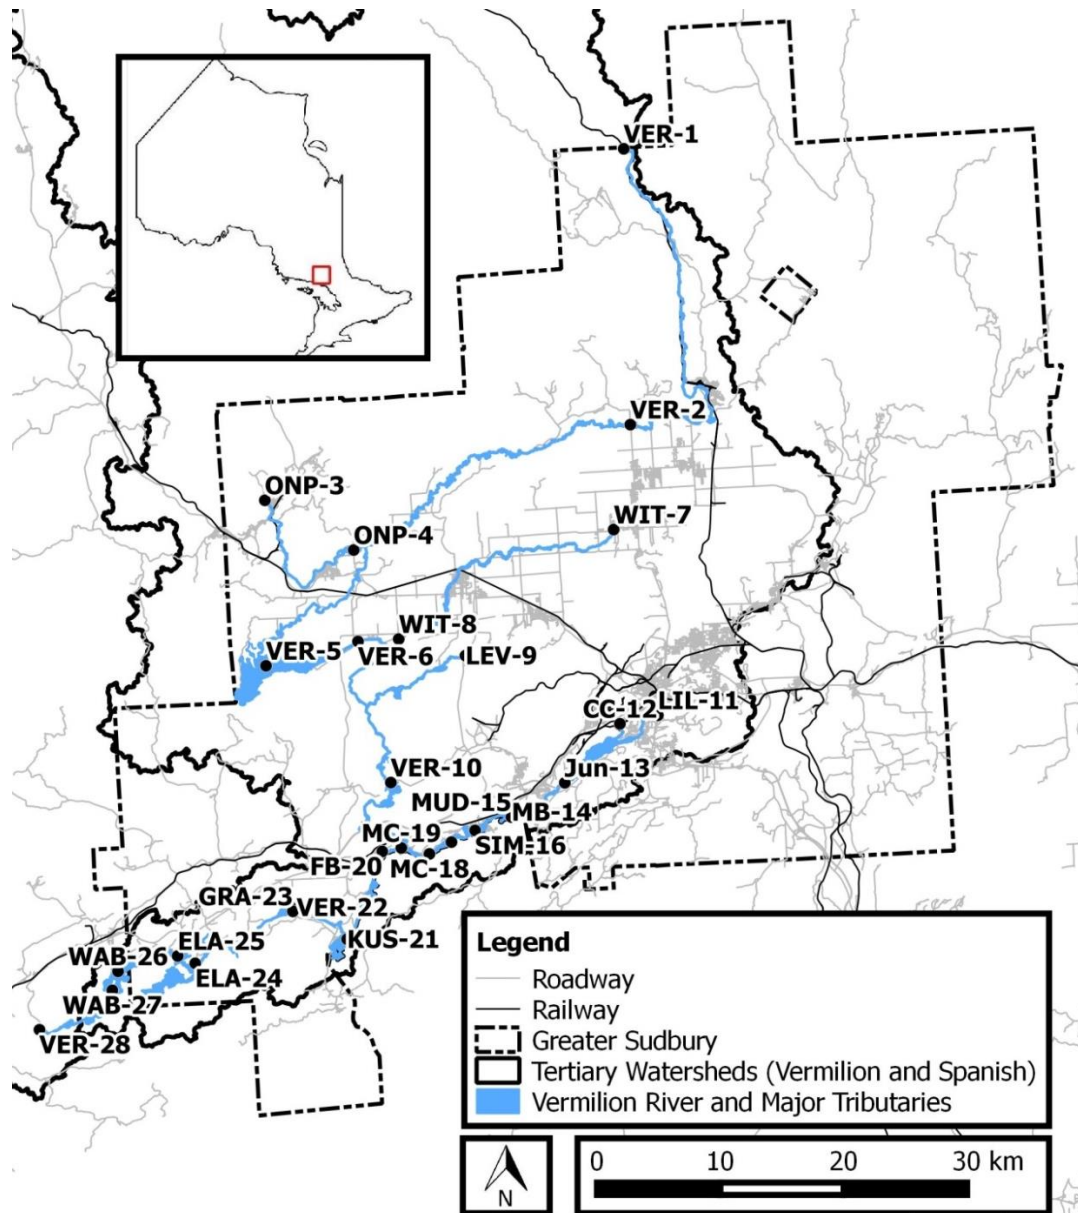 VER-1
VER-2
ONP-3
WIT-7
ONP-4
WIT-8
VER-5
VER-6
LEV-9
LIL-11
CC-12
Jun-13
VER-10
MUD-15
MB-14
MC-19
SIM-16
FB-20
MC-18
GRA-23
VER-22
KUS-21
ELA-25
WAB-26
ELA-24
WAB-27
VER-28
Legend
Roadway
Railway
Greater Sudbury
Tertiary Watersheds (Vermilion and Spanish)
Vermilion River and Major Tributaries
N
0 10 20 30 km